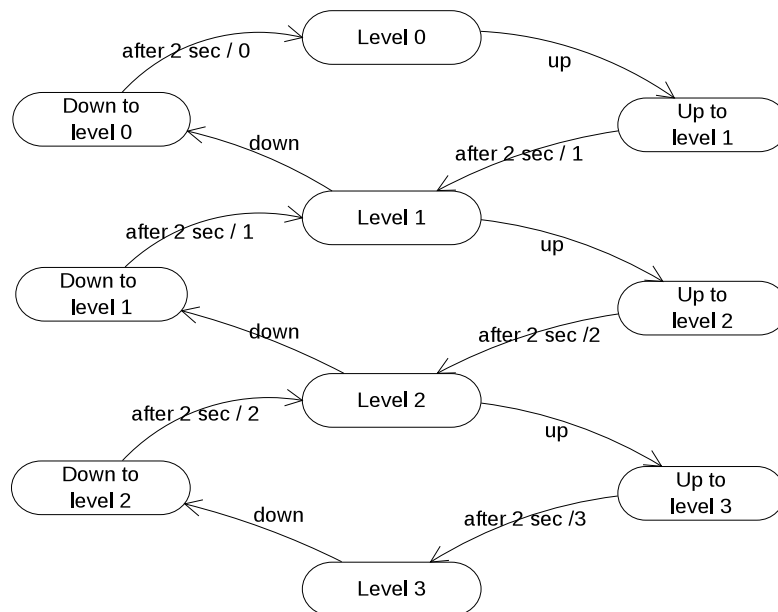 Level 0
after 2 sec / 0
up
Down to
level 0
Up to
level 1
down
after 2 sec / 1
Level 1
after 2 sec / 1
up
Down to
level 1
Up to
level 2
down
after 2 sec /2
Level 2
after 2 sec / 2
up
Down to
level 2
Up to
level 3
down
after 2 sec /3
Level 3